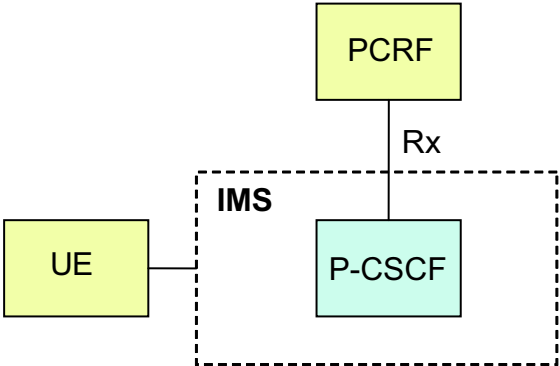 PCRF
Rx
IMS
UE
P-CSCF